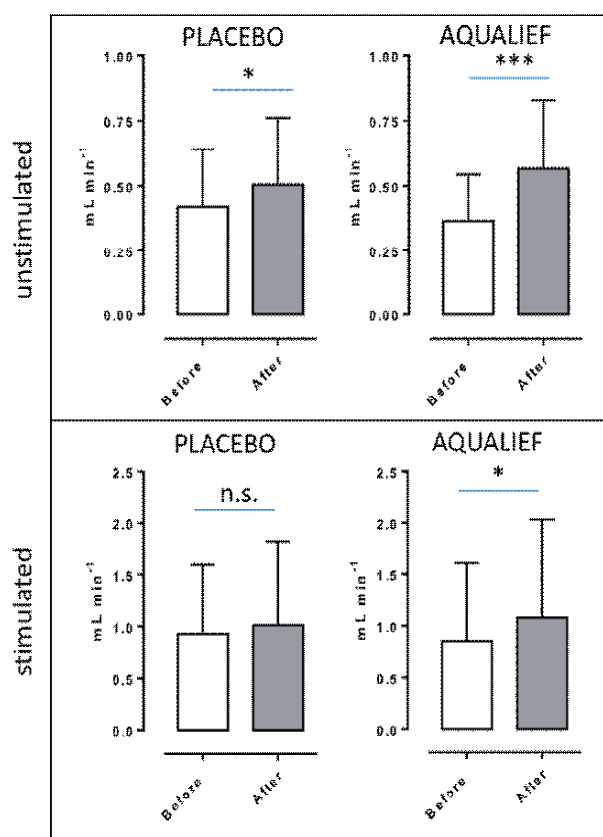 unstimulated
PLACEBO
*
mL min⁻¹
1.00
0.75
0.50
0.25
0.00
Before
After
AQUALIEF
***
mL min⁻¹
1.00
0.75
0.50
0.25
0.00
Before
After
stimulated
PLACEBO
n.s.
mL min⁻¹
2.5
2.0
1.5
1.0
0.5
0.0
Before
After
AQUALIEF
*
mL min⁻¹
2.5
2.0
1.5
1.0
0.5
0.0
Before
After